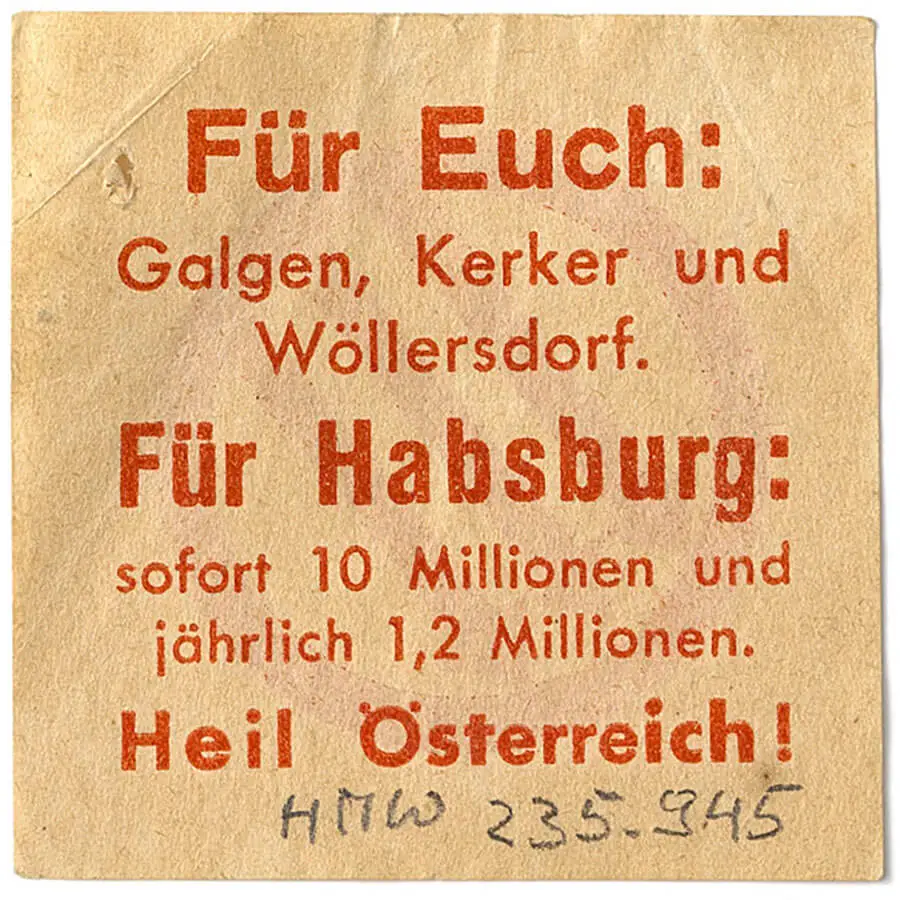 Für Euch:
Galgen, Kerker und
Wöllersdorf.
Für Habsburg:
sofort 10 Millionen und
jährlich 1,2 Millionen.
Heil Österreich!
HMW 235.945